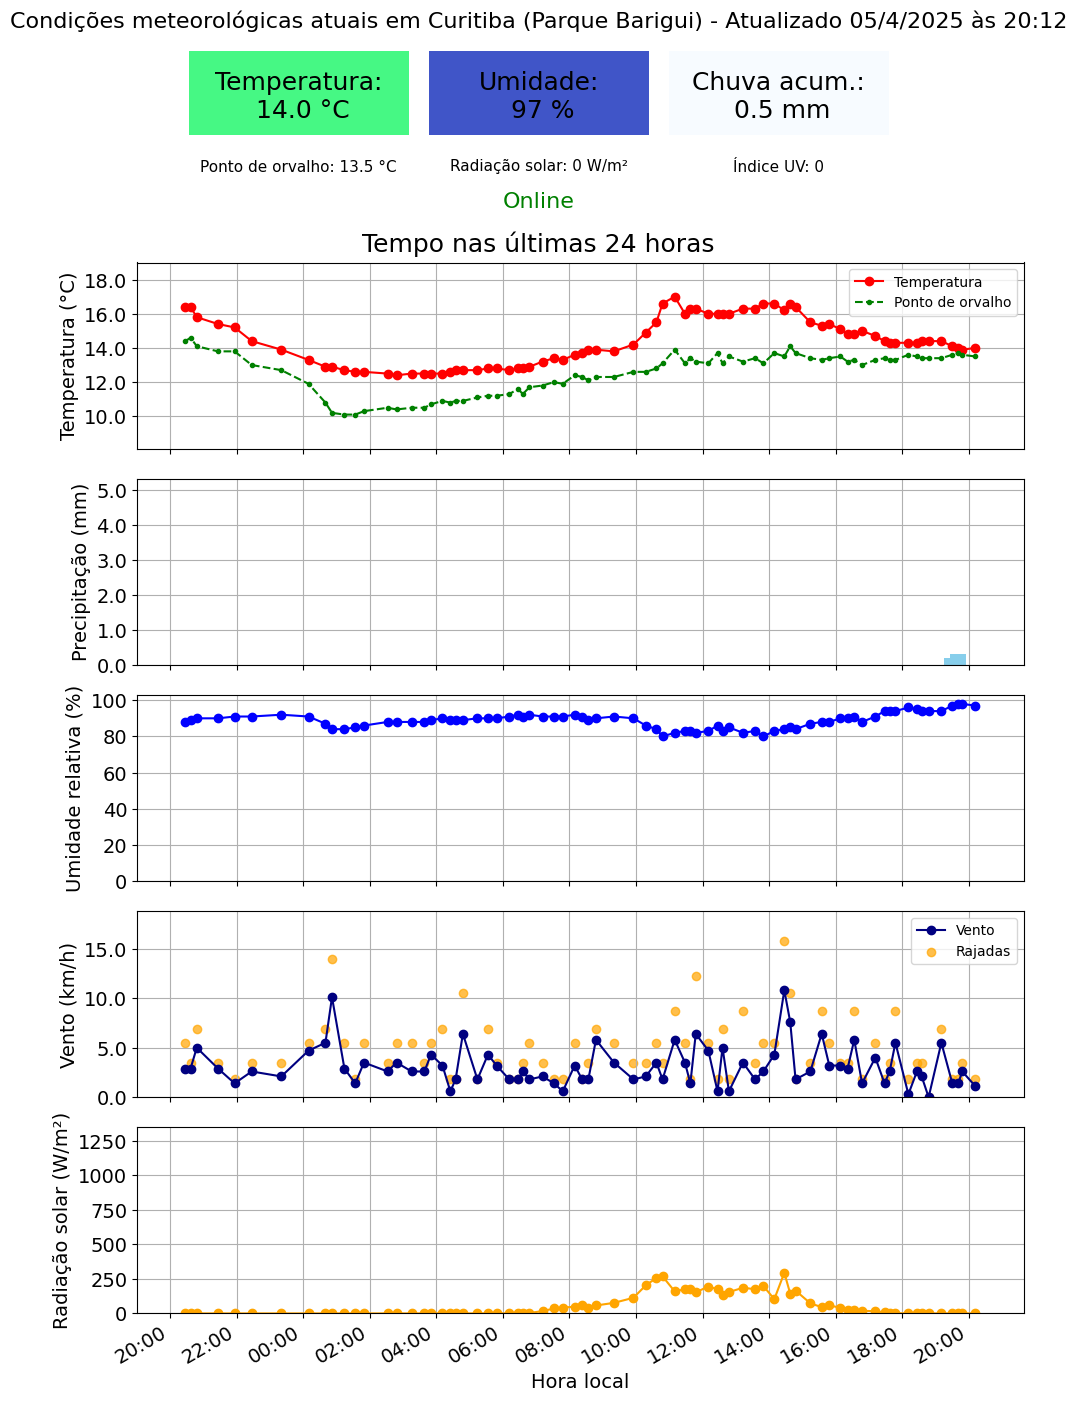 Condições meteorológicas atuais em Curitiba (Parque Barigui) - Atualizado 05/4/2025 às 20:12
Temperatura:
14.0 °C
Umidade:
97 %
Chuva acum.:
0.5 mm
Ponto de orvalho: 13.5 °C
Radiação solar: 0 W/m²
Índice UV: 0
Online
Tempo nas últimas 24 horas
Temperatura (°C)
18.0
16.0
14.0
12.0
10.0
Temperatura
Ponto de orvalho
Precipitação (mm)
5.0
4.0
3.0
2.0
1.0
0.0
Umidade relativa (%)
100
80
60
40
20
0
Vento (km/h)
15.0
10.0
5.0
0.0
Vento
Rajadas
Radiação solar (W/m²)
1250
1000
750
500
250
0
20:00 22:00 00:00 02:00 04:00 06:00 08:00 10:00 12:00 14:00 16:00 18:00 20:00
Hora local